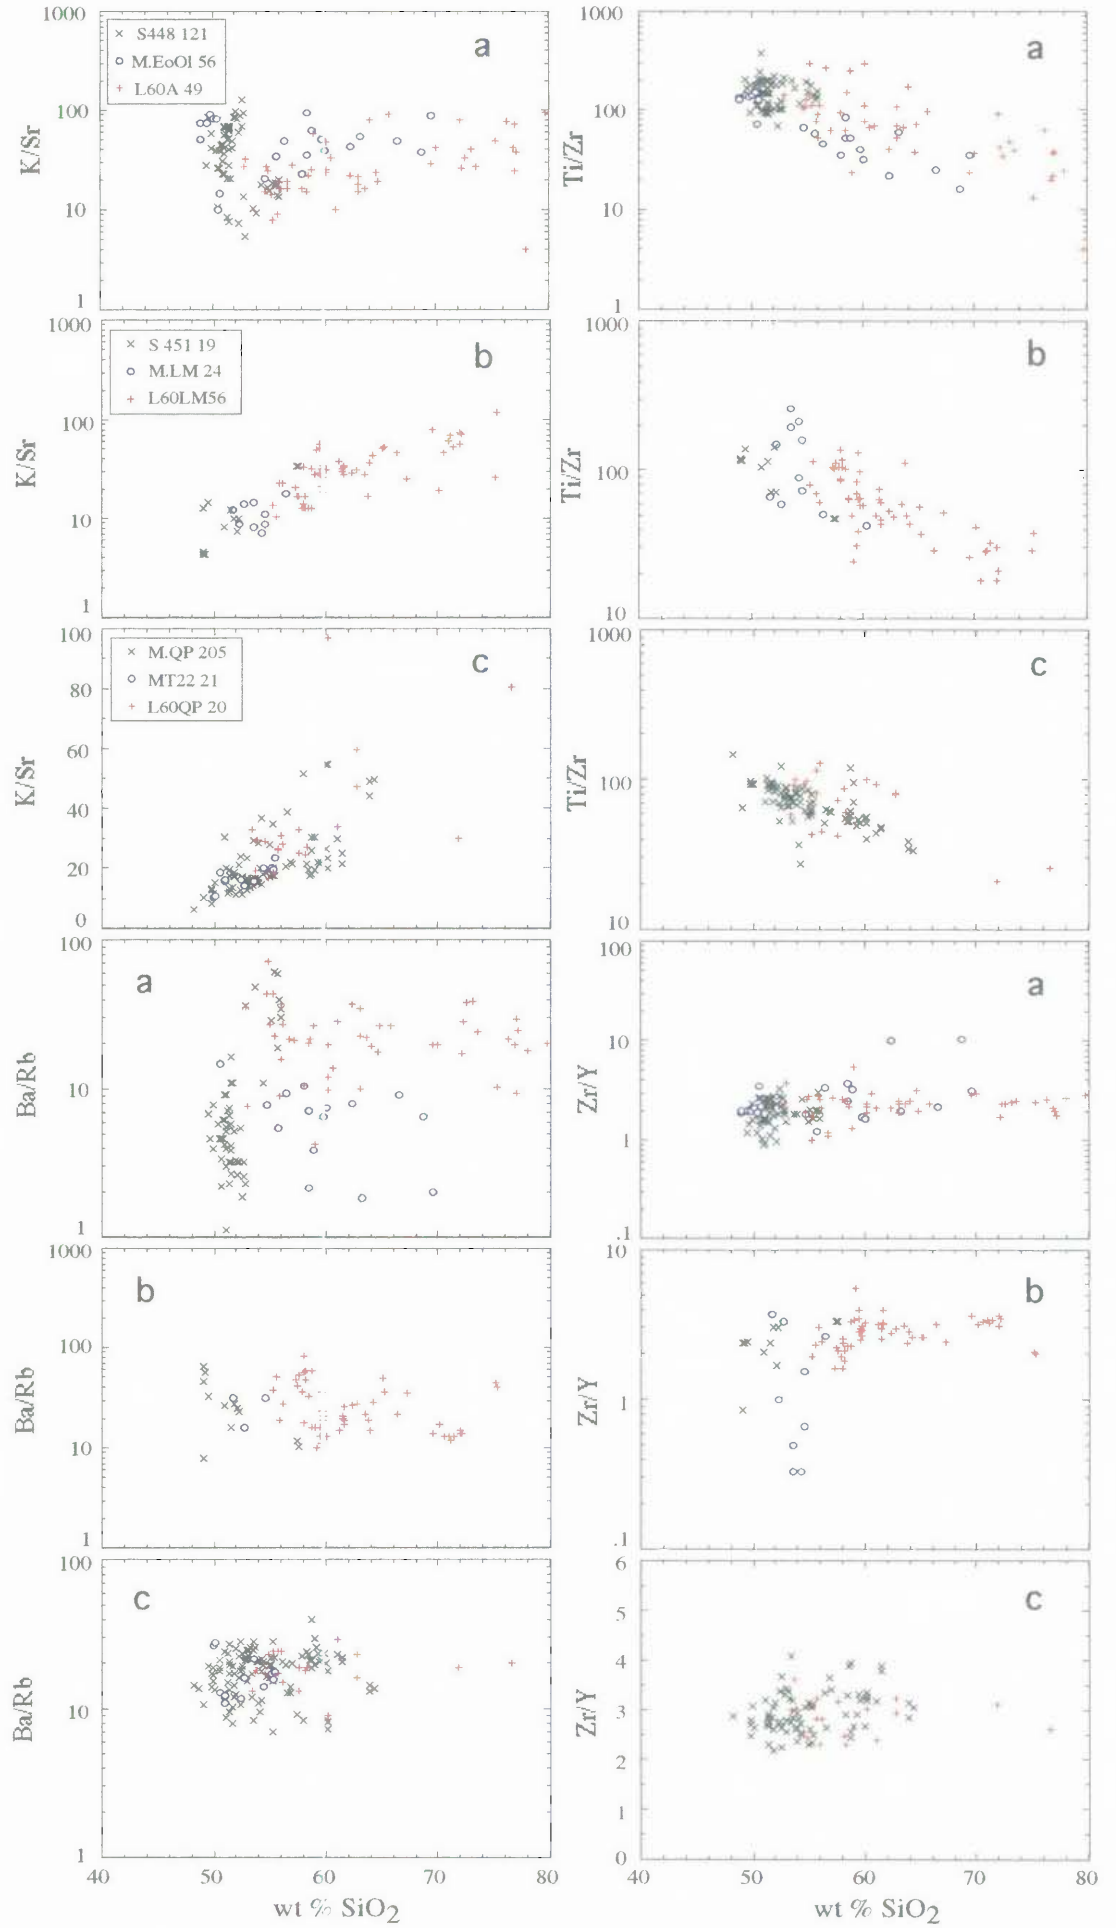 1000
100
10
1
K/Sr
× S448 121
o M.EoOl 56
+ L60A 49
a
1000
100
10
1
Ti/Zr
a
1000
100
10
1
K/Sr
× S 451 19
o M.LM 24
+ L60LM56
b
1000
100
10
Ti/Zr
b
100
80
60
40
20
0
K/Sr
× M.QP 205
o MT22 21
+ L60QP 20
c
1000
100
10
Ti/Zr
c
100
10
1
Ba/Rb
a
100
10
1
.1
Zr/Y
a
1000
100
10
1
Ba/Rb
b
10
1
.1
Zr/Y
b
100
10
1
Ba/Rb
c
40 50 60 70 80
wt % SiO₂
6
5
4
3
2
1
0
Zr/Y
c
40 50 60 70 80
wt % SiO₂